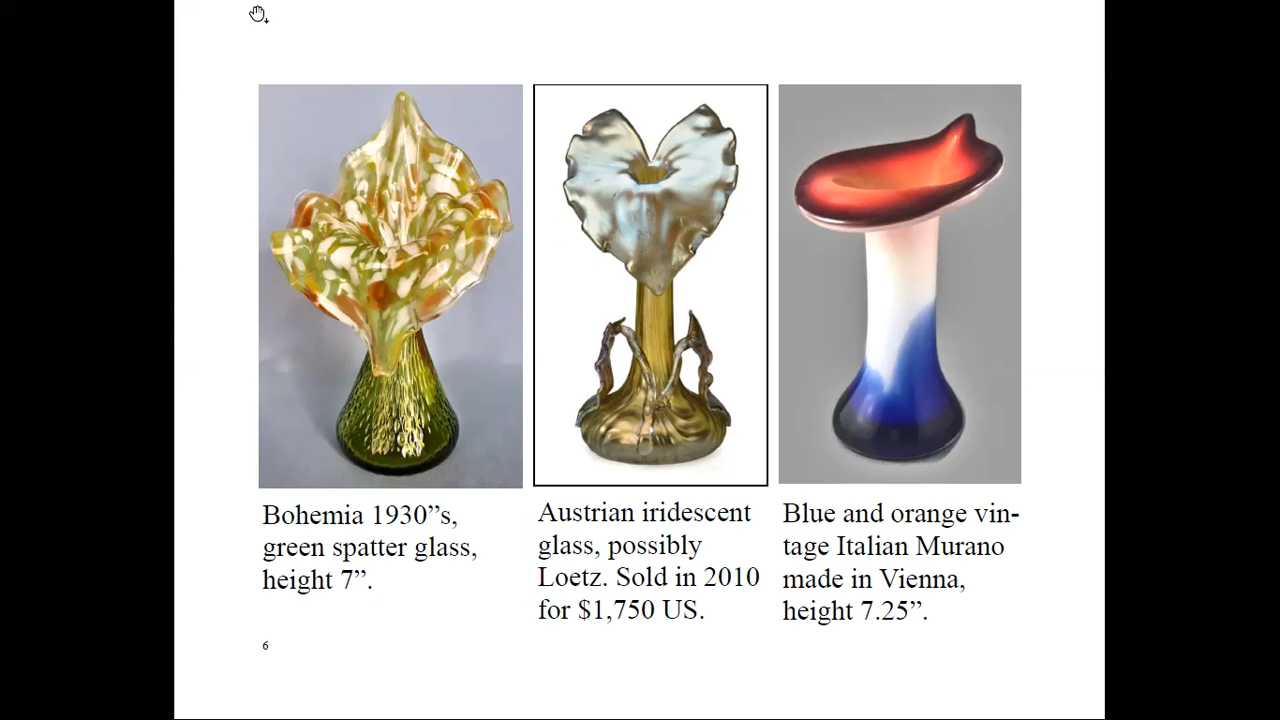 Bohemia 1930”s,
green spatter glass,
height 7”.
Austrian iridescent
glass, possibly
Loetz. Sold in 2010
for $1,750 US.
Blue and orange vin-
tage Italian Murano
made in Vienna,
height 7.25”.
6